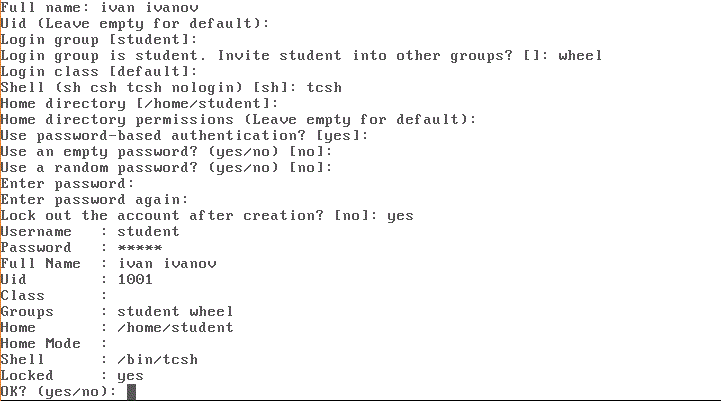 Full name: ivan ivanov
Uid (Leave empty for default):
Login group [student]:
Login group is student. Invite student into other groups? []: wheel
Login class [default]:
Shell (sh csh tcsh nologin) [sh]: tcsh
Home directory [/home/student]:
Home directory permissions (Leave empty for default):
Use password-based authentication? [yes]:
Use an empty password? (yes/no) [no]:
Use a random password? (yes/no) [no]:
Enter password:
Enter password again:
Lock out the account after creation? [no]: yes
Username   : student
Password   : *****
Full Name  : ivan ivanov
Uid        : 1001
Class      :
Groups     : student wheel
Home       : /home/student
Home Mode  :
Shell      : /bin/tcsh
Locked     : yes
OK? (yes/no):